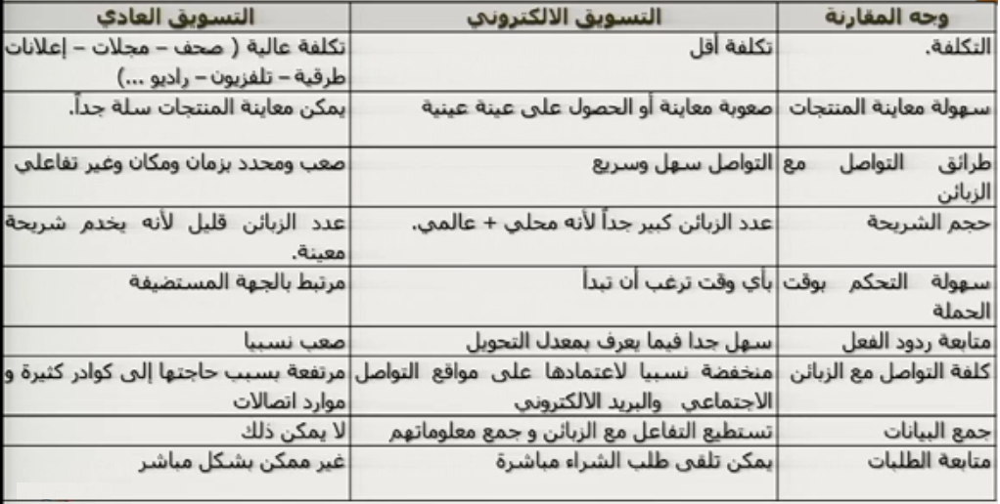 وجه المقارنة التسويق الالكتروني التسويق العادي
التكلفة. تكلفة أقل تكلفة عالية ( صحف – مجلات – إعلانات
طرقية – تلفزيون – راديو ...)
سهولة معاينة المنتجات صعوبة معاينة أو الحصول على عينة عينية يمكن معاينة المنتجات سلة جداً.
طرائق التواصل مع التواصل سهل وسريع صعب ومحدد بزمان ومكان وغير تفاعلي
الزبائن
حجم الشريحة عدد الزبائن كبير جداً لأنه محلي + عالمي. عدد الزبائن قليل لأنه يخدم شريحة
معينة.
سهولة التحكم بوقت بأي وقت ترغب أن تبدأ مرتبط بالجهة المستضيفة
الحملة
متابعة ردود الفعل سهل جدا فيما يعرف بمعدل التحويل صعب نسبيا
كلفة التواصل مع الزبائن منخفضة نسبيا لاعتمادها على مواقع التواصل مرتفعة بسبب حاجتها إلى كوادر كثيرة و
الاجتماعي والبريد الالكتروني موارد اتصالات
جمع البيانات تستطيع التفاعل مع الزبائن و جمع معلوماتهم لا يمكن ذلك
متابعة الطلبات يمكن تلقى طلب الشراء مباشرة غير ممكن بشكل مباشر